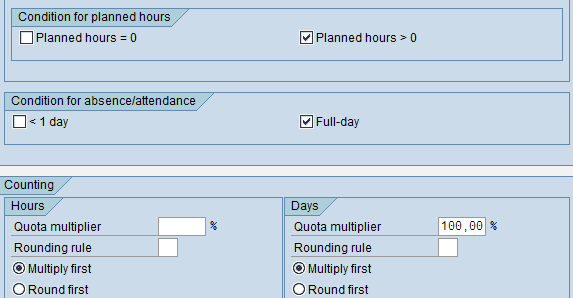 Condition for planned hours
Planned hours = 0 Planned hours > 0
Condition for absence/attendance
< 1 day Full-day
Counting
Hours Days
Quota multiplier % Quota multiplier 100,00 %
Rounding rule Rounding rule
Multiply first Multiply first
Round first Round first